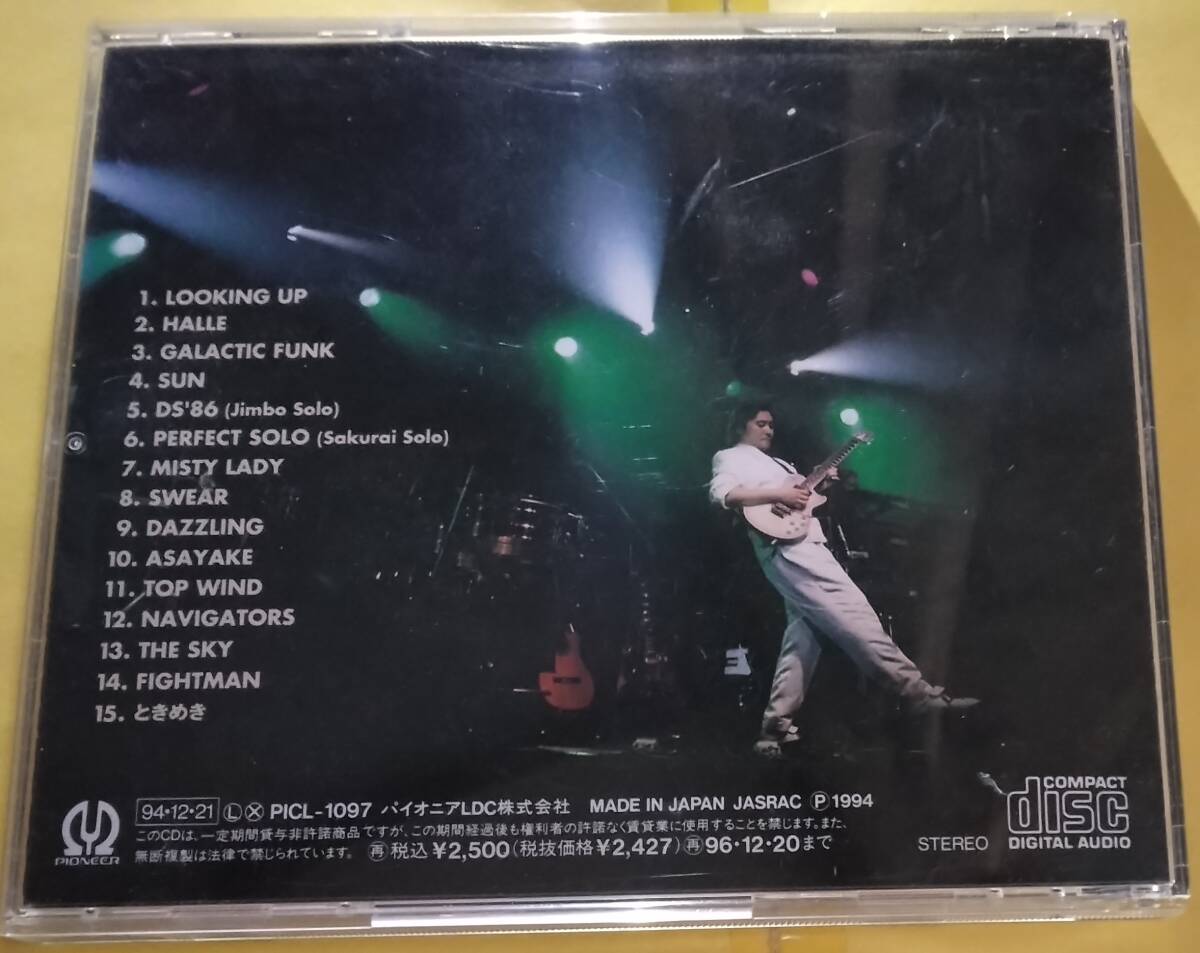 1. LOOKING UP
2. HALLE
3. GALACTIC FUNK
4. SUN
5. DS'86 (Jimbo Solo)
6. PERFECT SOLO (Sakurai Solo)
7. MISTY LADY
8. SWEAR
9. DAZZLING
10. ASAYAKE
11. TOP WIND
12. NAVIGATORS
13. THE SKY
14. FIGHTMAN
15. ときめき
PIONEER
94・12・21 Ⓛ Ⓧ PICL-1097 パイオニアLDC株式会社 MADE IN JAPAN JASRAC Ⓟ 1994
このCDは、一定期間貸与非許諾商品ですが、この期間経過後も権利者の許諾なく賃貸業に使用することを禁じます。また、
無断複製は法律で禁じられています。 ㊢税込¥2,500(税抜価格¥2,427)㊢96・12・20まで
STEREO
COMPACT
disc
DIGITAL AUDIO